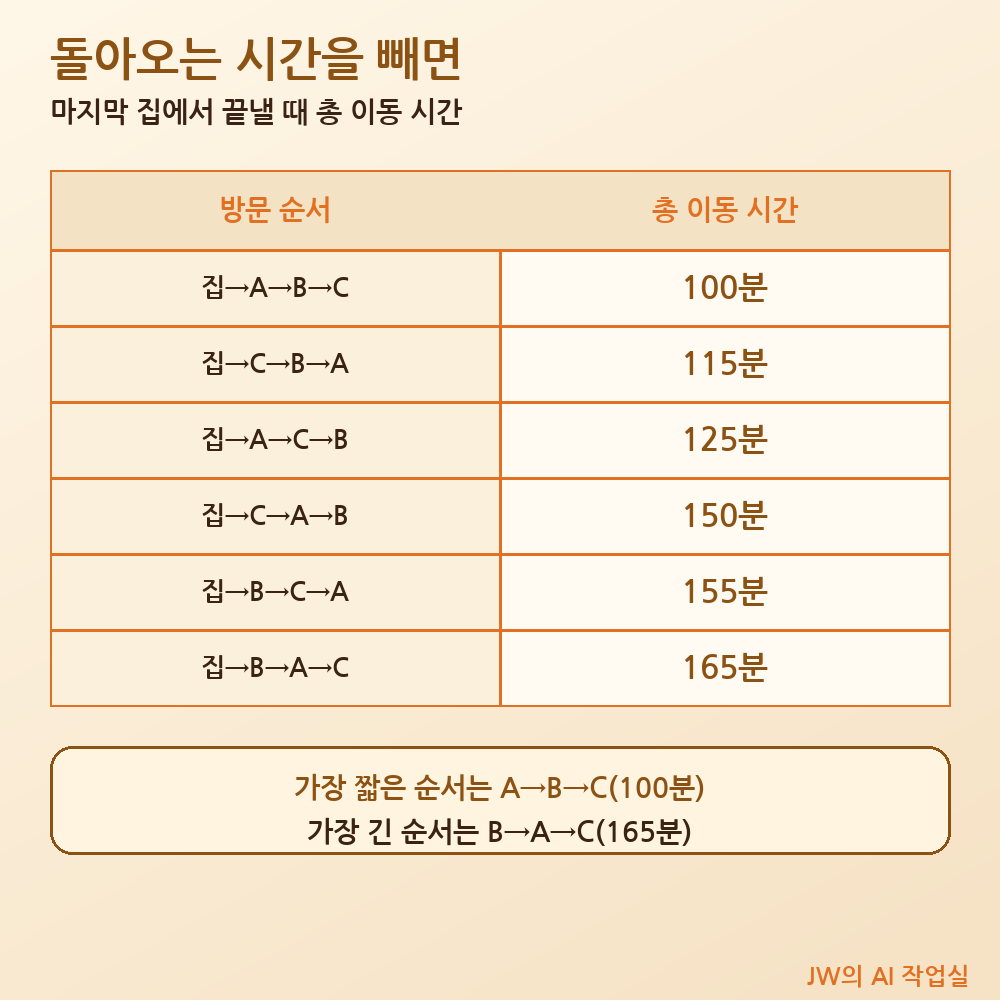 돌아오는 시간을 빼면
마지막 집에서 끝낼 때 총 이동 시간
방문 순서 총 이동 시간
집→A→B→C 100분
집→C→B→A 115분
집→A→C→B 125분
집→C→A→B 150분
집→B→C→A 155분
집→B→A→C 165분
가장 짧은 순서는 A→B→C(100분)
가장 긴 순서는 B→A→C(165분)
JW의 AI 작업실